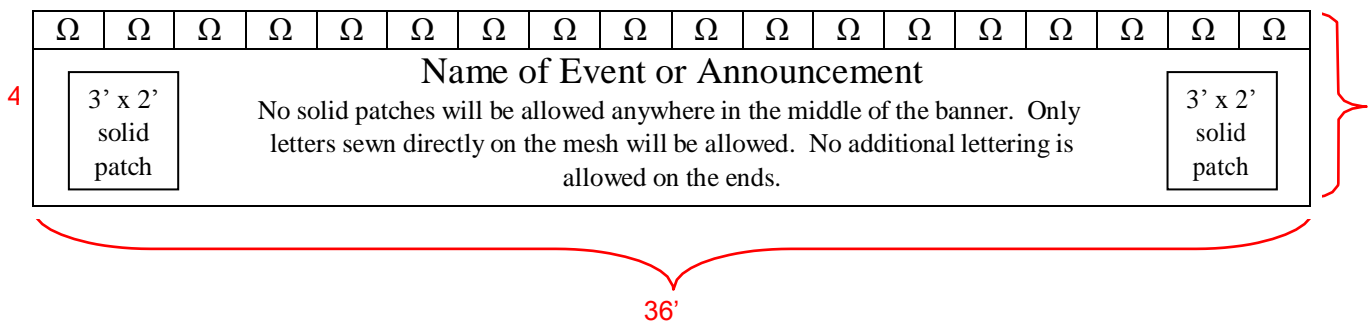 Ω Ω Ω Ω Ω Ω Ω Ω Ω Ω Ω Ω Ω Ω Ω Ω Ω Ω
Name of Event or Announcement
4
3’ x 2’
solid
patch
No solid patches will be allowed anywhere in the middle of the banner. Only
letters sewn directly on the mesh will be allowed. No additional lettering is
allowed on the ends.
3’ x 2’
solid
patch
36’